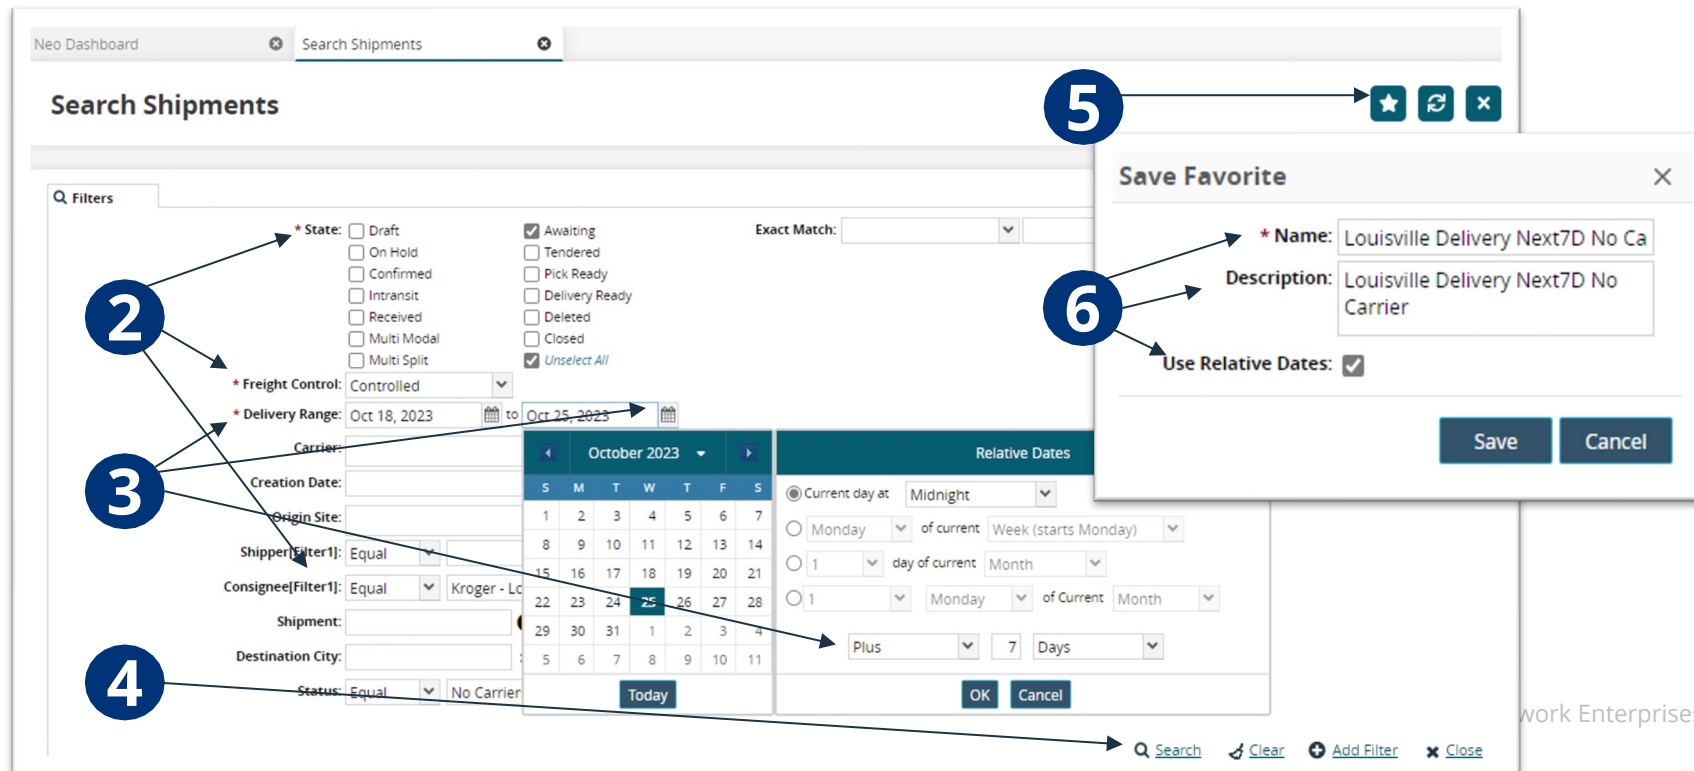 Neo Dashboard
Search Shipments
Search Shipments
5
Save Favorite
* Name: Louisville Delivery Next7D No Ca
Description: Louisville Delivery Next7D No
Carrier
6
Use Relative Dates:
Save Cancel
Filters
* State: Draft Awaiting
On Hold Tendered
Confirmed Pick Ready
Intransit Delivery Ready
Received Deleted
Multi Modal Closed
Multi Split Unselect All
Exact Match:
2
* Freight Control: Controlled
* Delivery Range: Oct 18, 2023 to Oct 25, 2023
Carrier:
3
Creation Date:
Origin Site:
Shipper[Filter1]: Equal
Consignee[Filter1]: Equal Kroger - Lo
Shipment:
Destination City:
4
Status: Equal No Carrier
October 2023
S M T W T F S
1 2 3 4 5 6 7
8 9 10 11 12 13 14
15 16 17 18 19 20 21
22 23 24 25 26 27 28
29 30 31 1 2 3 4
5 6 7 8 9 10 11
Today
Relative Dates
Current day at Midnight
Monday of current Week (starts Monday)
1 day of current Month
1 Monday of Current Month
Plus 7 Days
OK Cancel
Search Clear Add Filter Close
work Enterprises